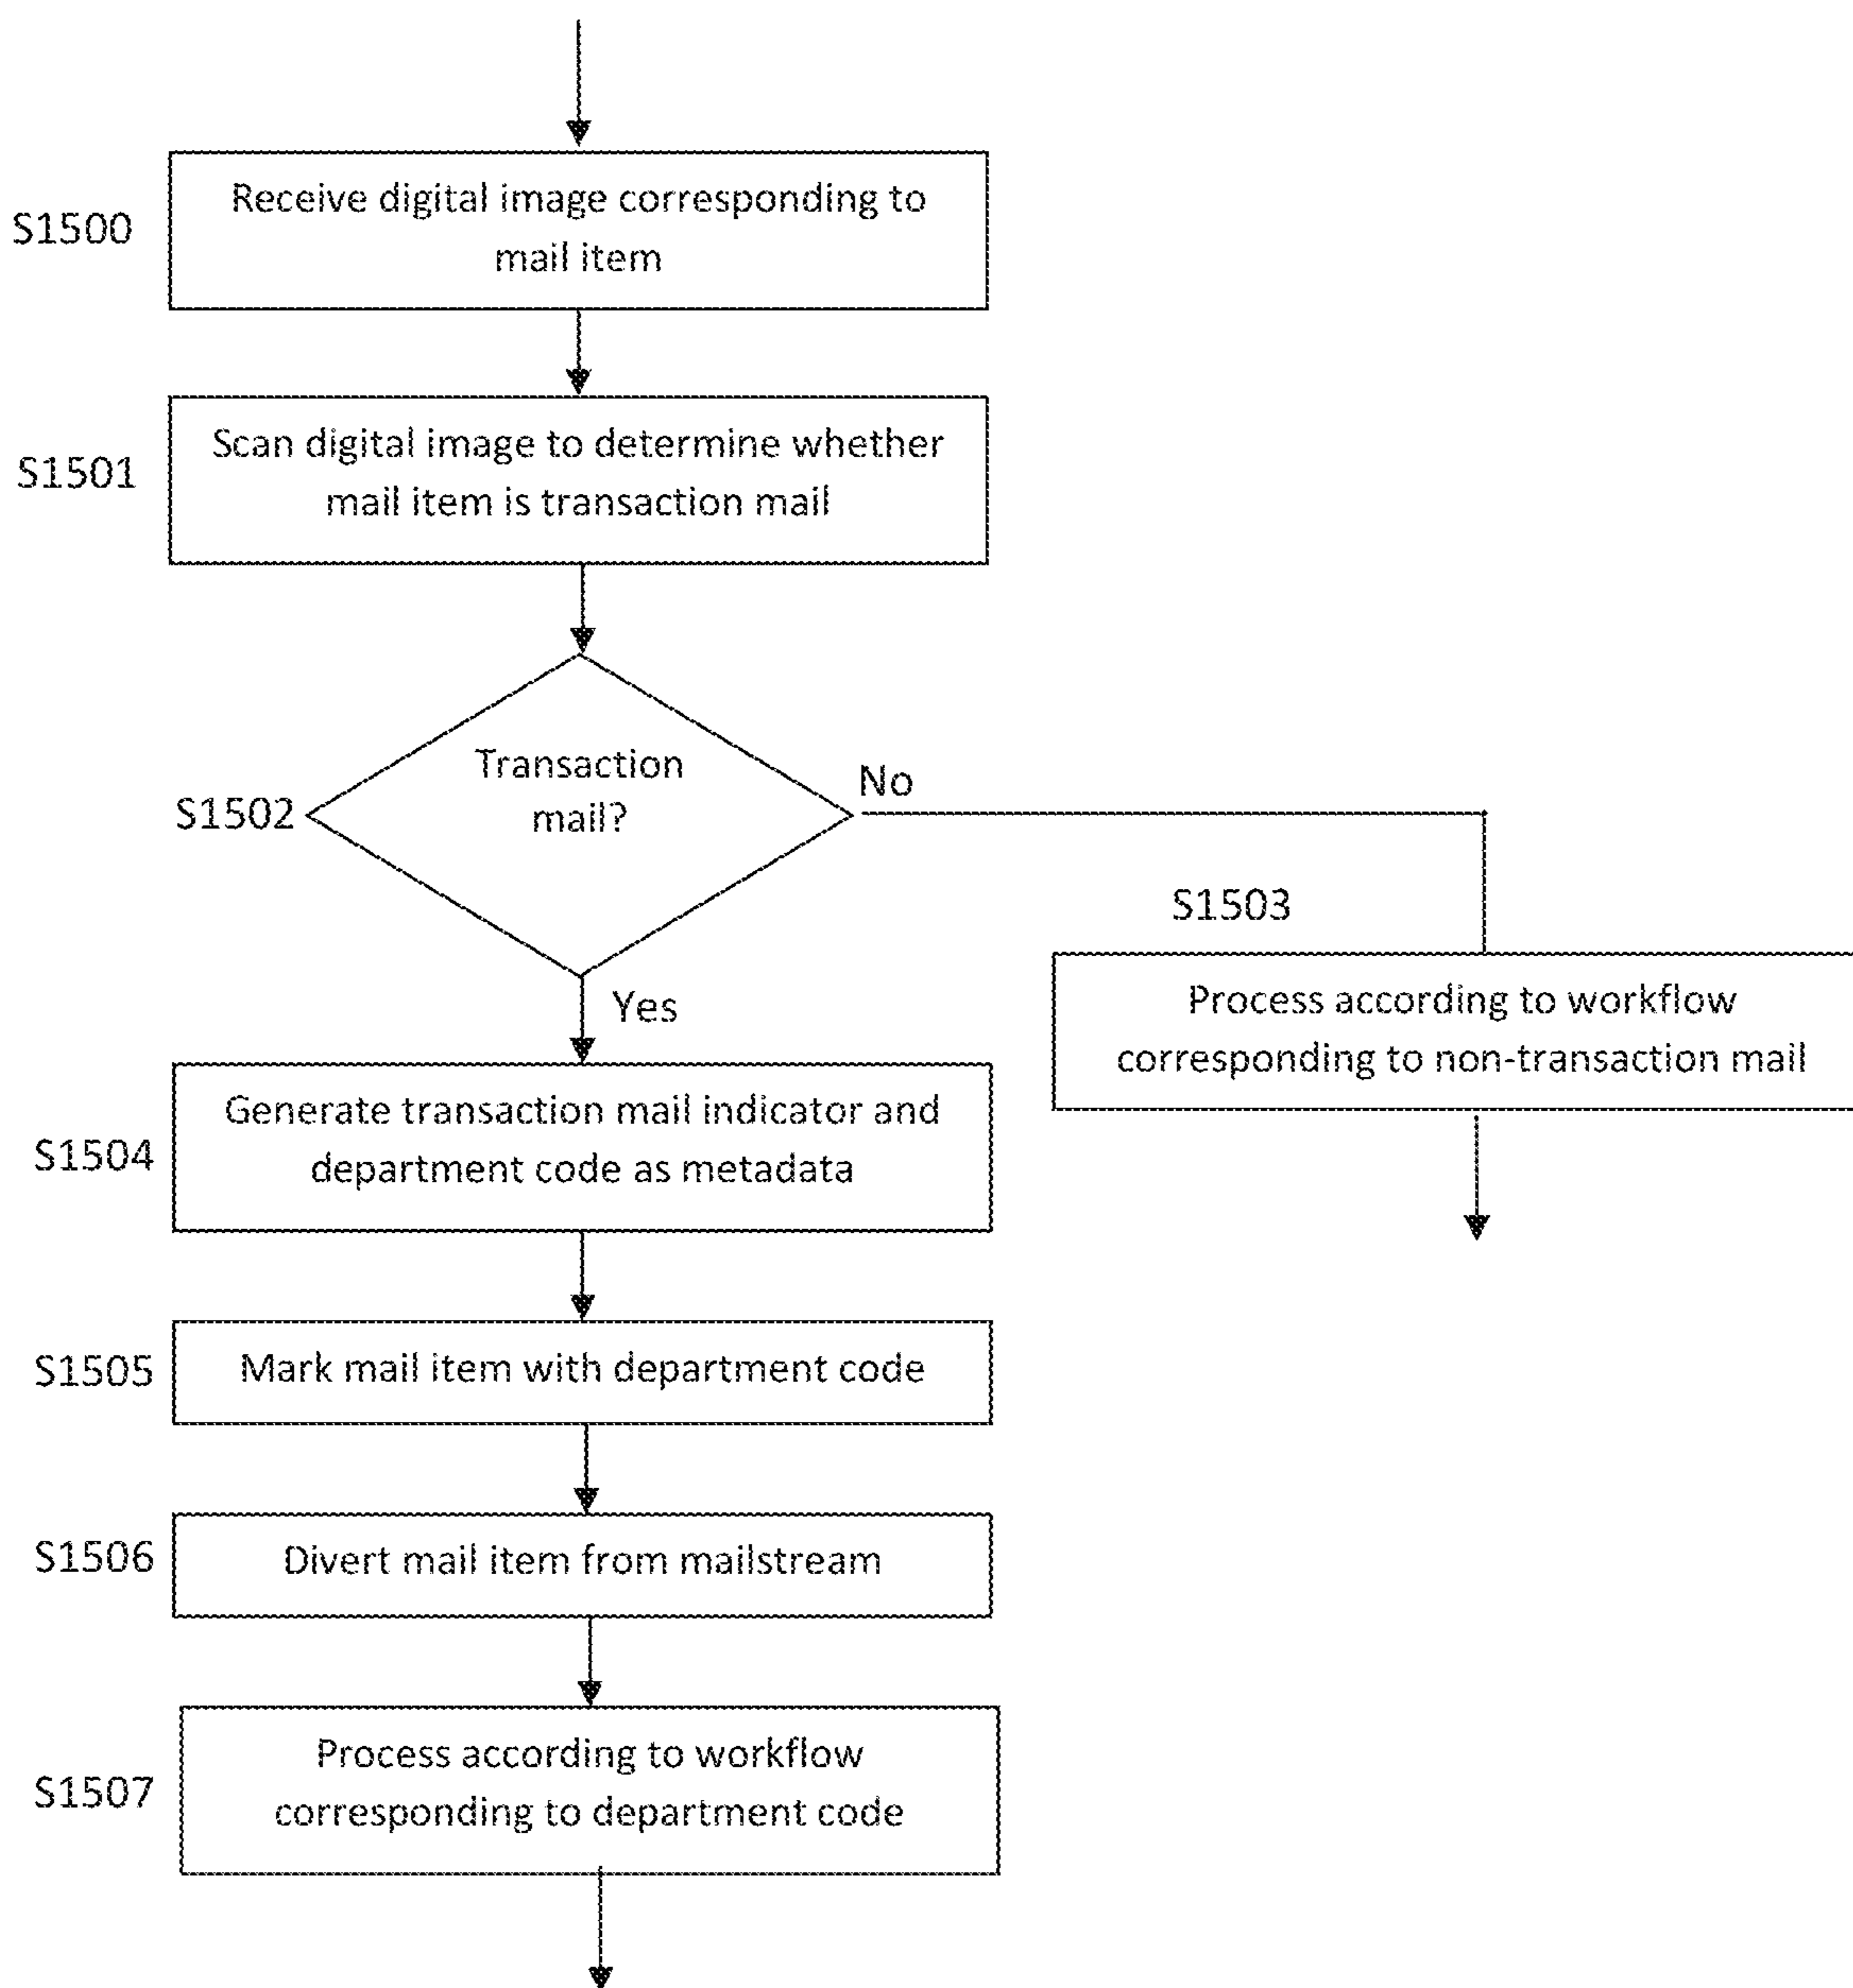 S1500
Receive digital image corresponding to
mail item
S1501
Scan digital image to determine whether
mail item is transaction mail
S1502
Transaction
mail?
No
Yes
S1503
Process according to workflow
corresponding to non-transaction mail
S1504
Generate transaction mail indicator and
department code as metadata
S1505
Mark mail item with department code
S1506
Divert mail item from mailstream
S1507
Process according to workflow
corresponding to department code